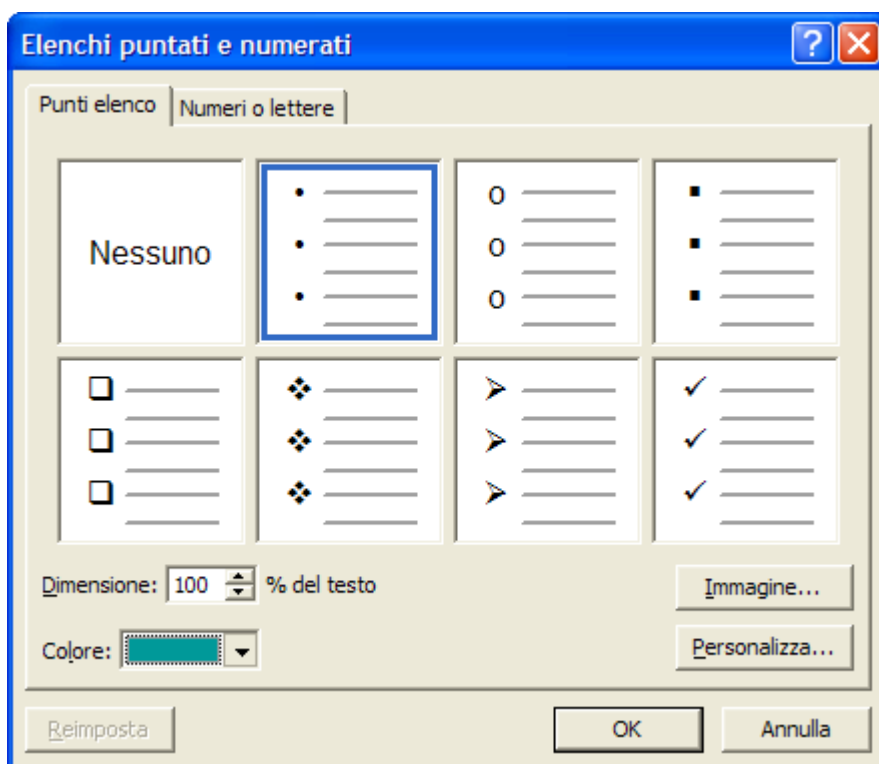 Elenchi puntati e numerati
Punti elenco
Numeri o lettere
Nessuno
Dimensione: 100 % del testo
Immagine...
Colore:
Personalizza...
Reimposta
OK
Annulla